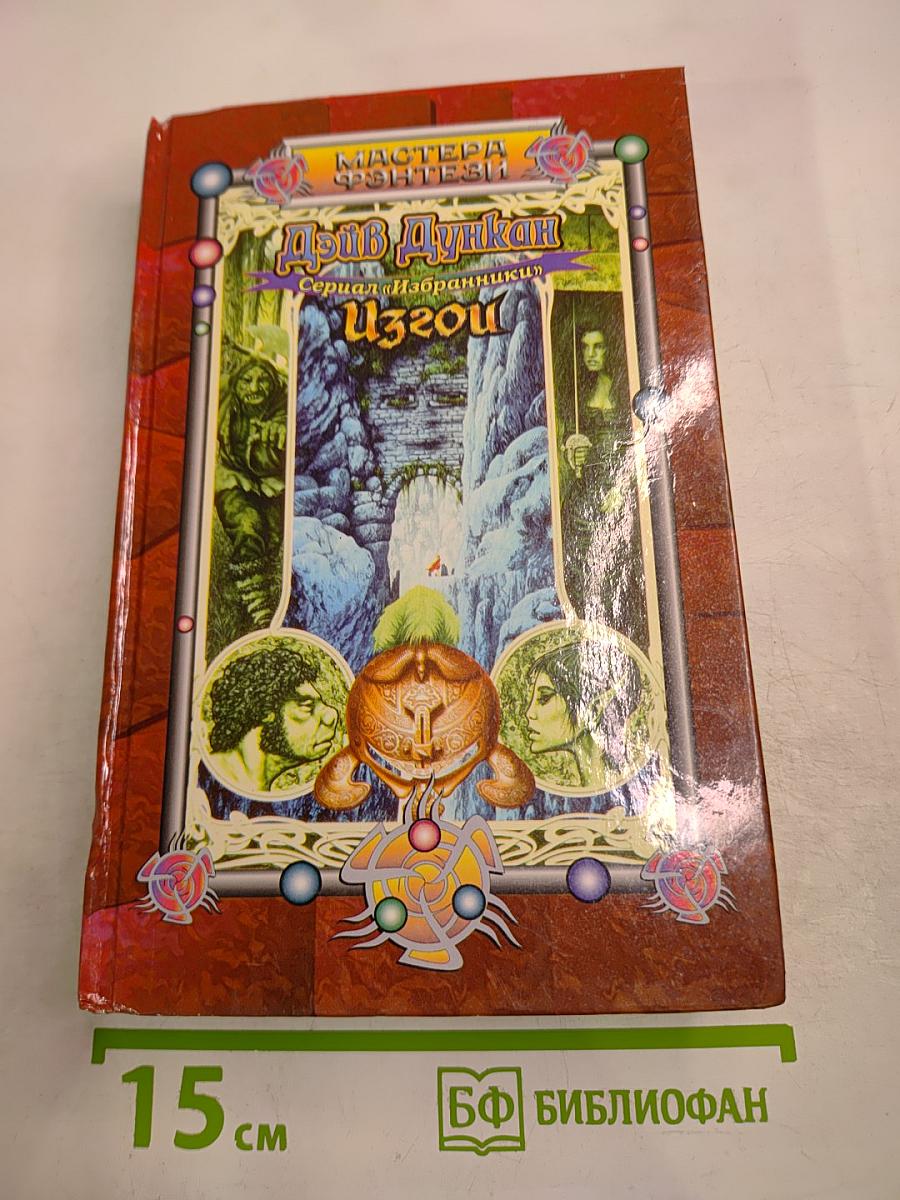 МАСТЕРА
ФЭНТЕЗИ
Дэйв Дункан
Сериал «Избранники»
Изгои
15 см
БФ БИБЛИОФАН